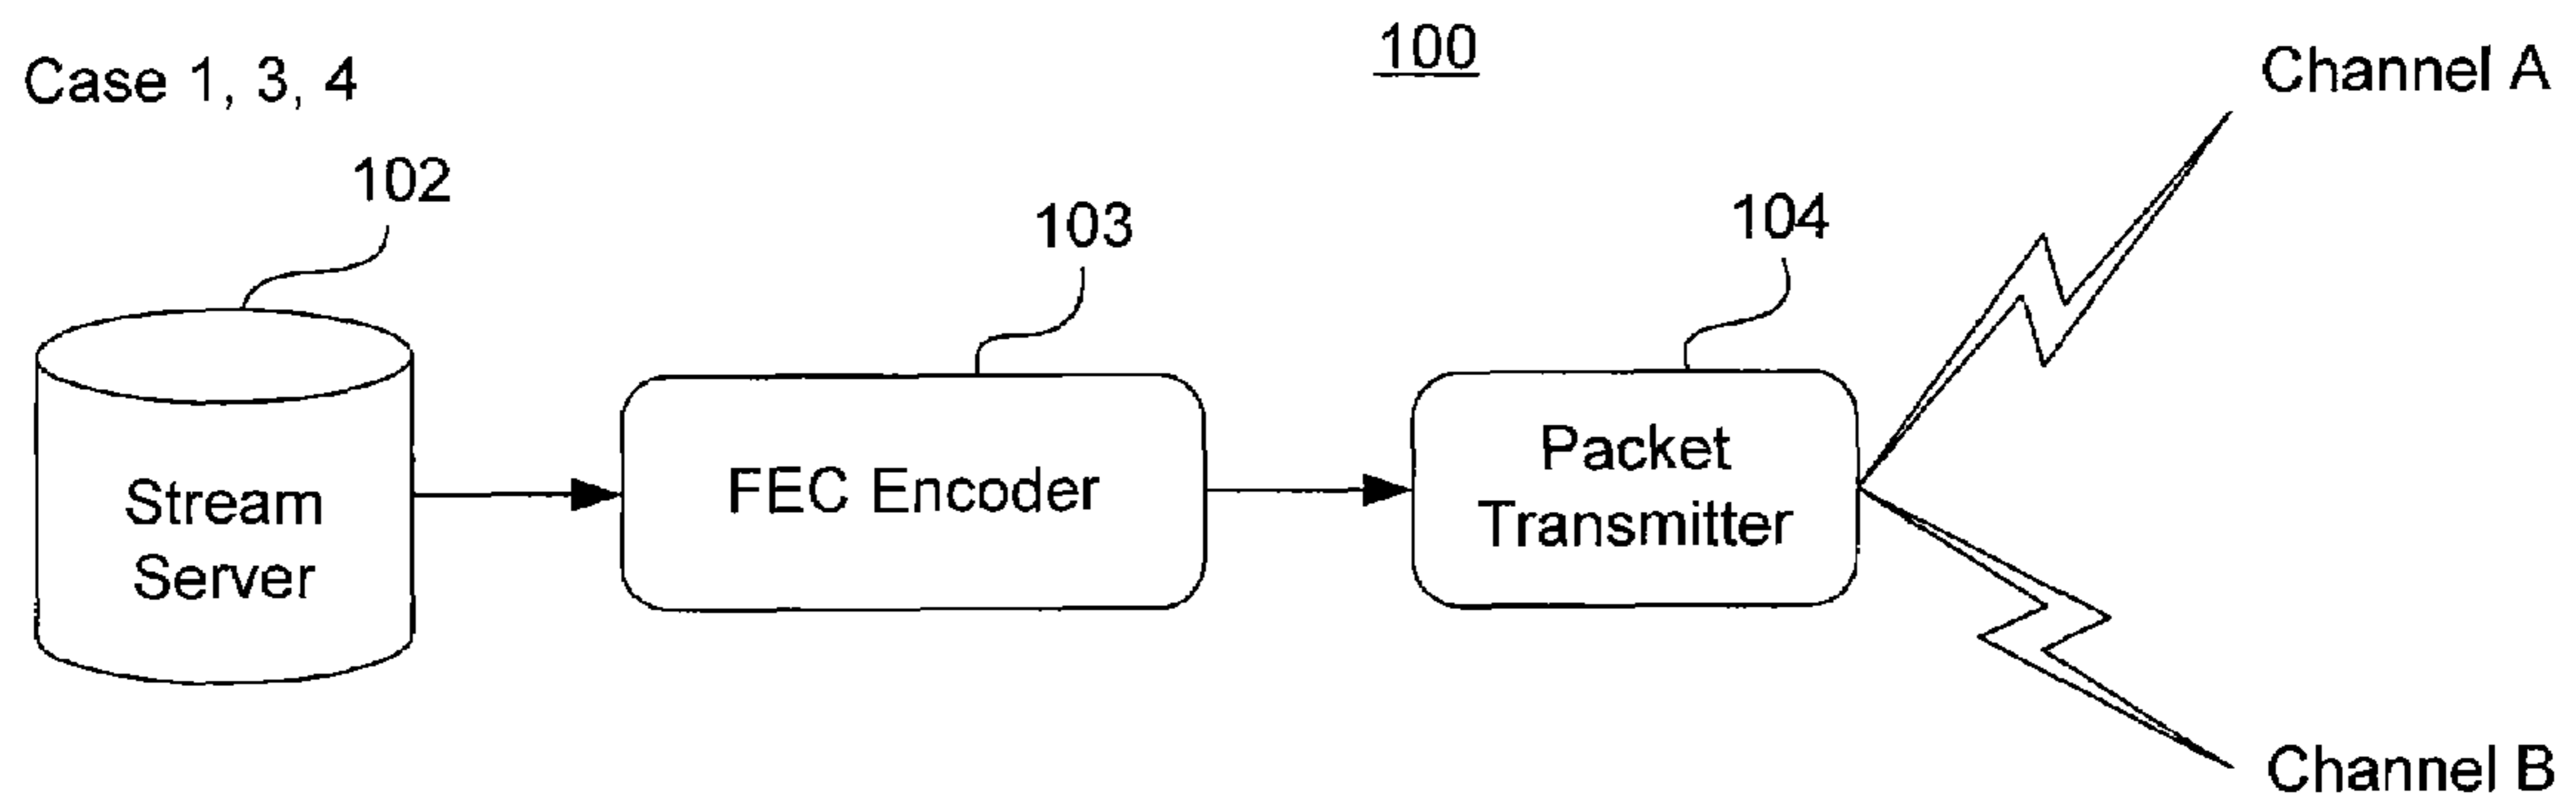 100
Case 1, 3, 4
Channel A
102
103
104
Stream
Server
FEC Encoder
Packet
Transmitter
Channel B